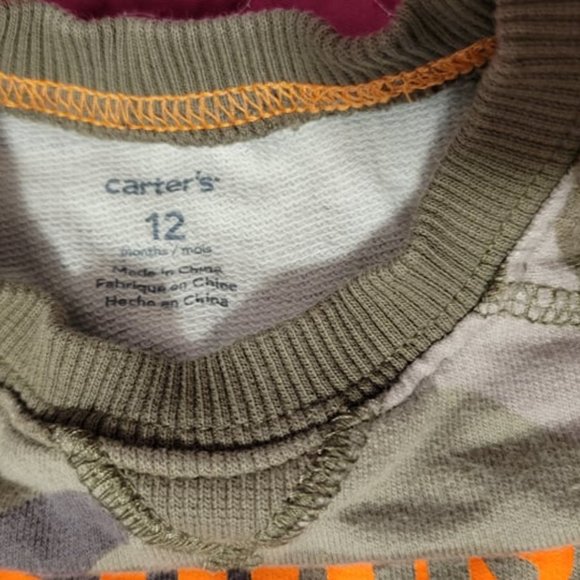 carter's
12
months / mois
Made in China
Fabriqué en Chine
Hecho en China